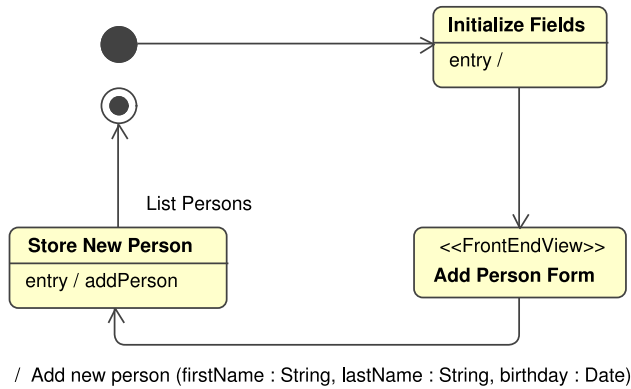 Initialize Fields
entry /
List Persons
Store New Person
entry / addPerson
<<FrontEndView>>
Add Person Form
/ Add new person (firstName : String, lastName : String, birthday : Date)